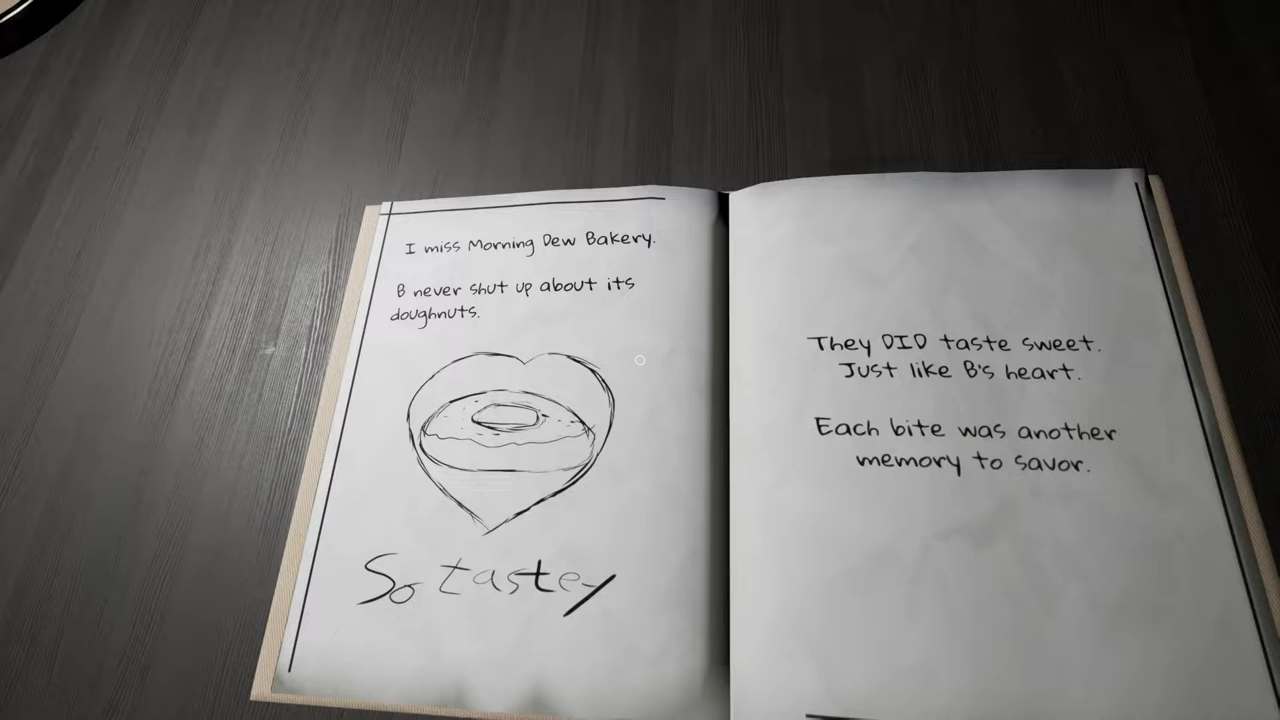 I miss Morning Dew Bakery.
B never shut up about its
doughnuts.
So tastey
They DID taste sweet.
Just like B's heart.
Each bite was another
memory to savor.